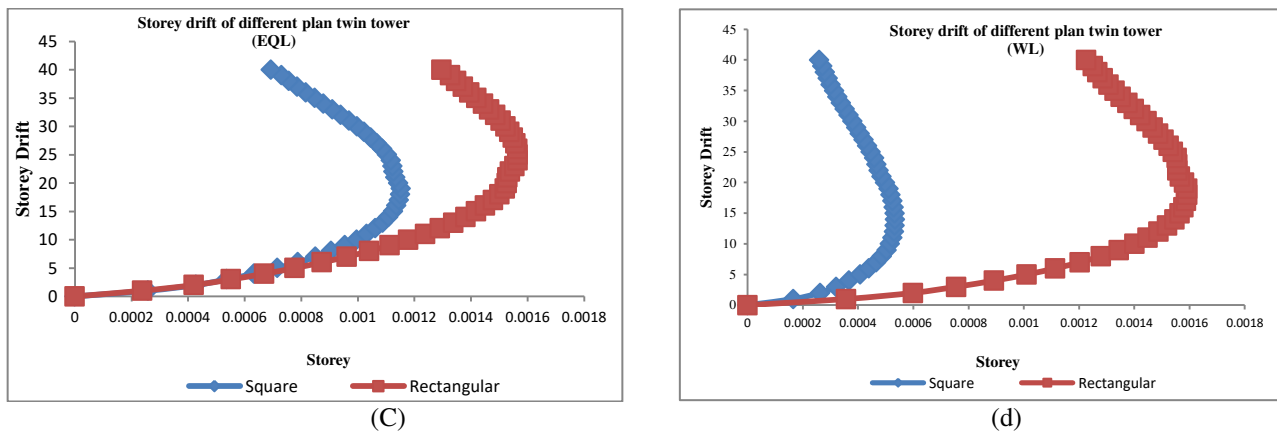 Storey drift of different plan twin tower
(EQL)
45
40
35
30
25
20
15
10
5
0
Storey Drift
0 0.0002 0.0004 0.0006 0.0008 0.001 0.0012 0.0014 0.0016 0.0018
Storey
Square Rectangular
(C)
Storey drift of different plan twin tower
(WL)
45
40
35
30
25
20
15
10
5
0
Storey Drift
0 0.0002 0.0004 0.0006 0.0008 0.001 0.0012 0.0014 0.0016 0.0018
Storey
Square Rectangular
(d)